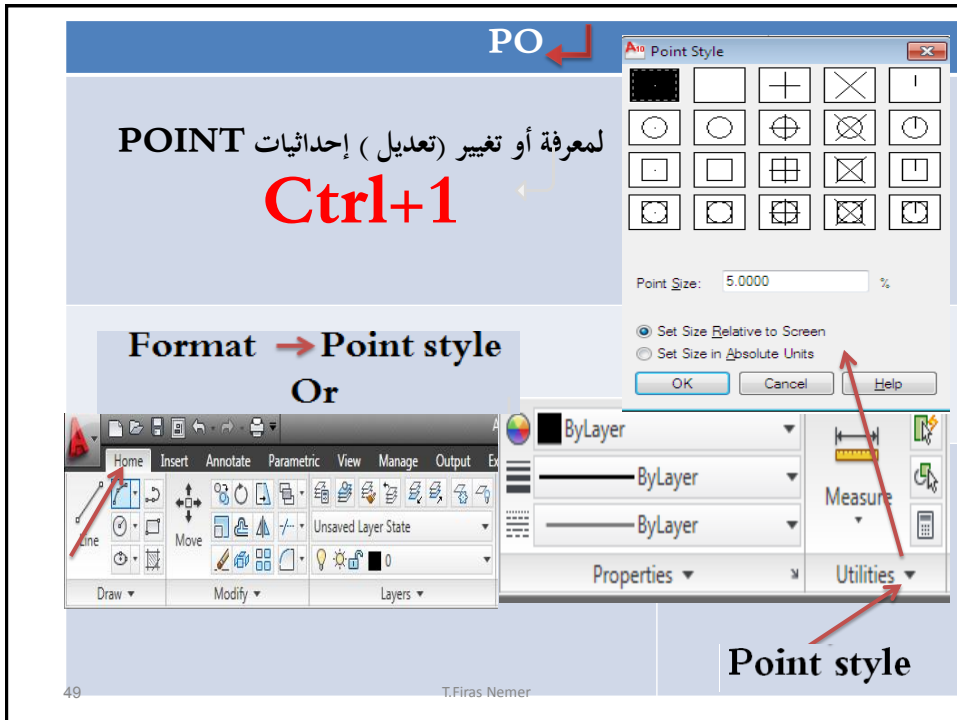 PO
Point Style
لمعرفة أو تغيير (تعديل ) إحداثيات POINT
Ctrl+1
Point Size: 5.0000 %
Set Size Relative to Screen
Set Size in Absolute Units
OK Cancel Help
Format Point style
Or
Home Insert Annotate Parametric View Manage Output Ex
Line Move Unsaved Layer State
0
Draw Modify Layers
ByLayer
ByLayer
ByLayer
Measure
Properties Utilities
Point style
49 T.Firas Nemer